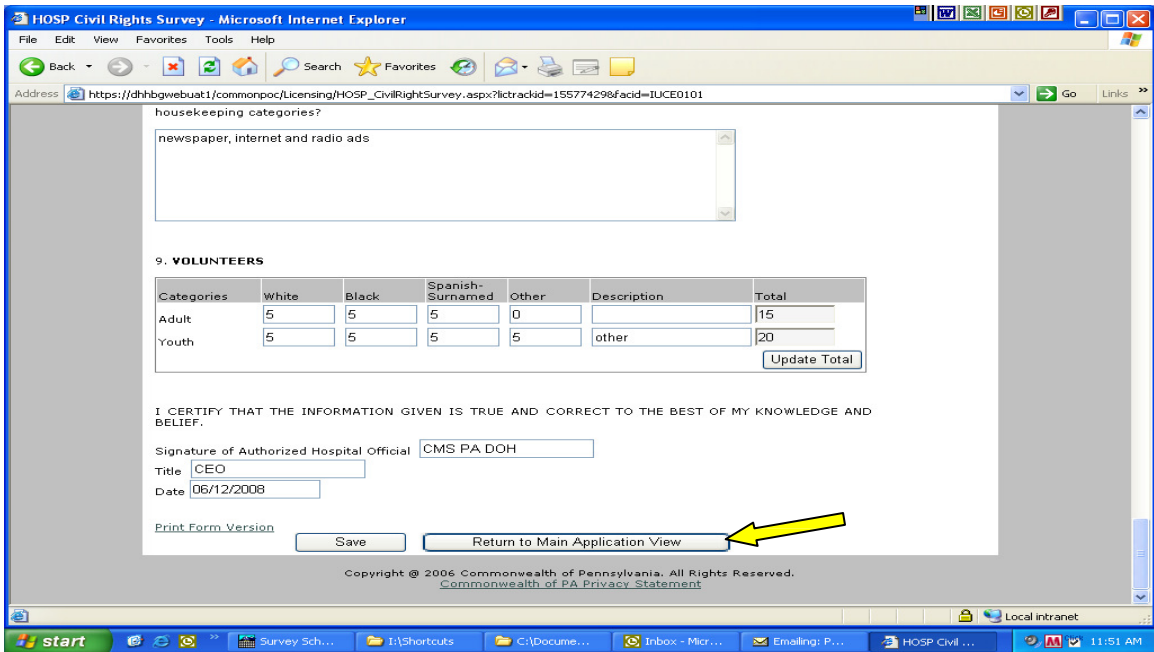 HOSP Civil Rights Survey - Microsoft Internet Explorer
File Edit View Favorites Tools Help
Back Search Favorites
Address https://dhhbgwebuat1/commonpoc/Licensing/HOSP_CivilRightSurvey.aspx?lictrackid=15577429&facid=IUCE0101 Go Links »
housekeeping categories?
newspaper, internet and radio ads
9. VOLUNTEERS
Categories White Black Spanish-Surnamed Other Description Total
Adult 5 5 5 0 15
Youth 5 5 5 5 other 20
Update Total
I CERTIFY THAT THE INFORMATION GIVEN IS TRUE AND CORRECT TO THE BEST OF MY KNOWLEDGE AND
BELIEF.
Signature of Authorized Hospital Official CMS PA DOH
Title CEO
Date 06/12/2008
Print Form Version
Save Return to Main Application View
Copyright @ 2006 Commonwealth of Pennsylvania. All Rights Reserved.
Commonwealth of PA Privacy Statement
Local intranet
start » Survey Sch... I:\Shortcuts C:\Docume... Inbox - Micr... Emailing: P... HOSP Civil ... 11:51 AM